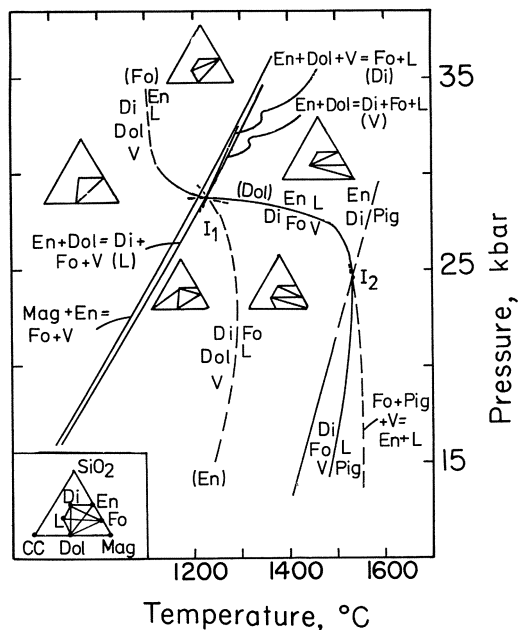 (Fo)
En
Di L
Dol
V
En+Dol+V=Fo+L
(Di)
En+Dol=Di+Fo+L
(V)
35
(Dol)
En L
Di Fo V
En
Di/Pig
I1
En+Dol=Di+
Fo+V (L)
I2
25
Mag+En=
Fo+V
Di Fo
Dol L
V
(En)
Fo+Pig
+V=
En+L
Di
Fo L
V Pig
15
SiO2
Di En
L Fo
CC Dol Mag
1200 1400 1600
Temperature, °C
Pressure, kbar